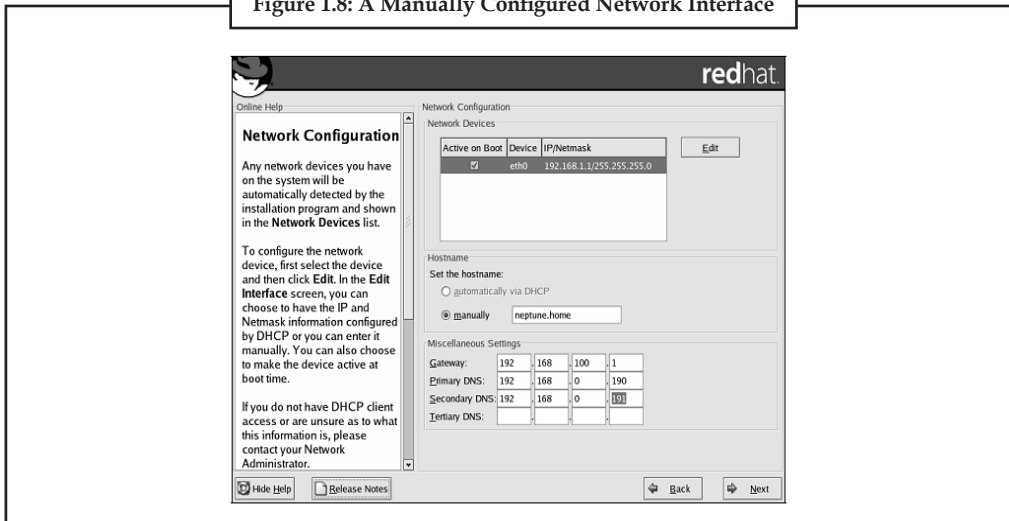 Figure 1.8: A Manually Configured Network Interface
redhat.
Online Help
Network Configuration
Any network devices you have
on the system will be
automatically detected by the
installation program and shown
in the Network Devices list.
To configure the network
device, first select the device
and then click Edit. In the Edit
Interface screen, you can
choose to have the IP and
Netmask information configured
by DHCP or you can enter it
manually. You can also choose
to make the device active at
boot time.
If you do not have DHCP client
access or are unsure as to what
this information is, please
contact your Network
Administrator.
Network Configuration
Network Devices
Active on Boot Device IP/Netmask
eth0 192.168.1.1/255.255.255.0
Edit
Hostname
Set the hostname:
automatically via DHCP
manually neptune.home
Miscellaneous Settings
Gateway: 192 . 168 . 100 . 1
Primary DNS: 192 . 168 . 0 . 190
Secondary DNS: 192 . 168 . 0 . 191
Tertiary DNS: . . .
Hide Help Release Notes Back Next